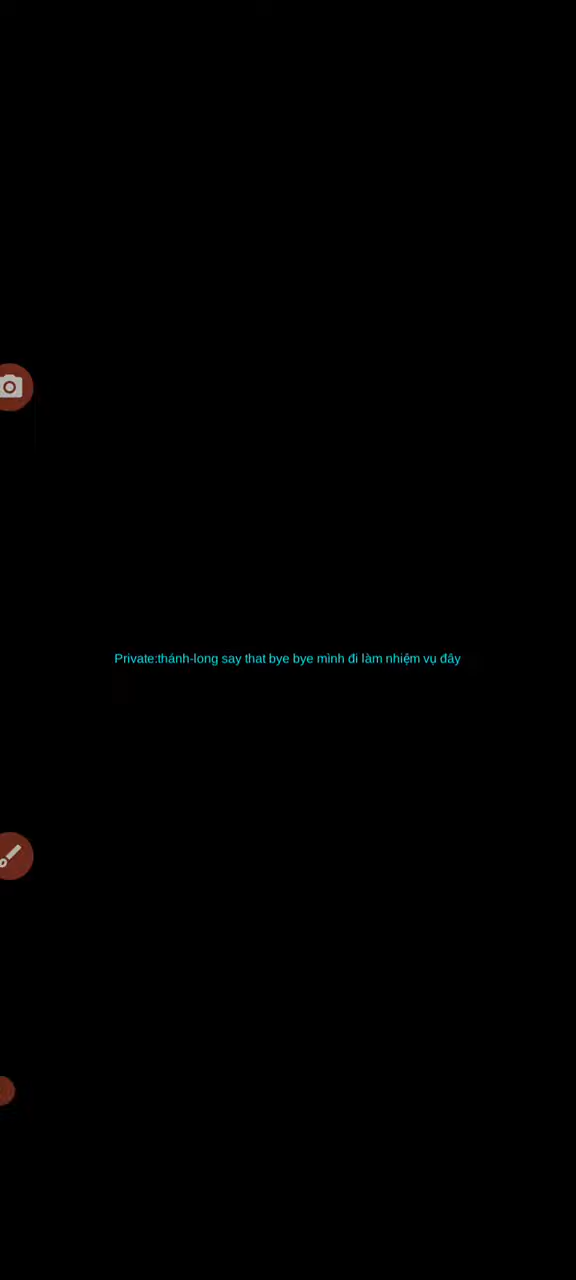 Private:thánh-long say that bye bye mình đi làm nhiệm vụ đây